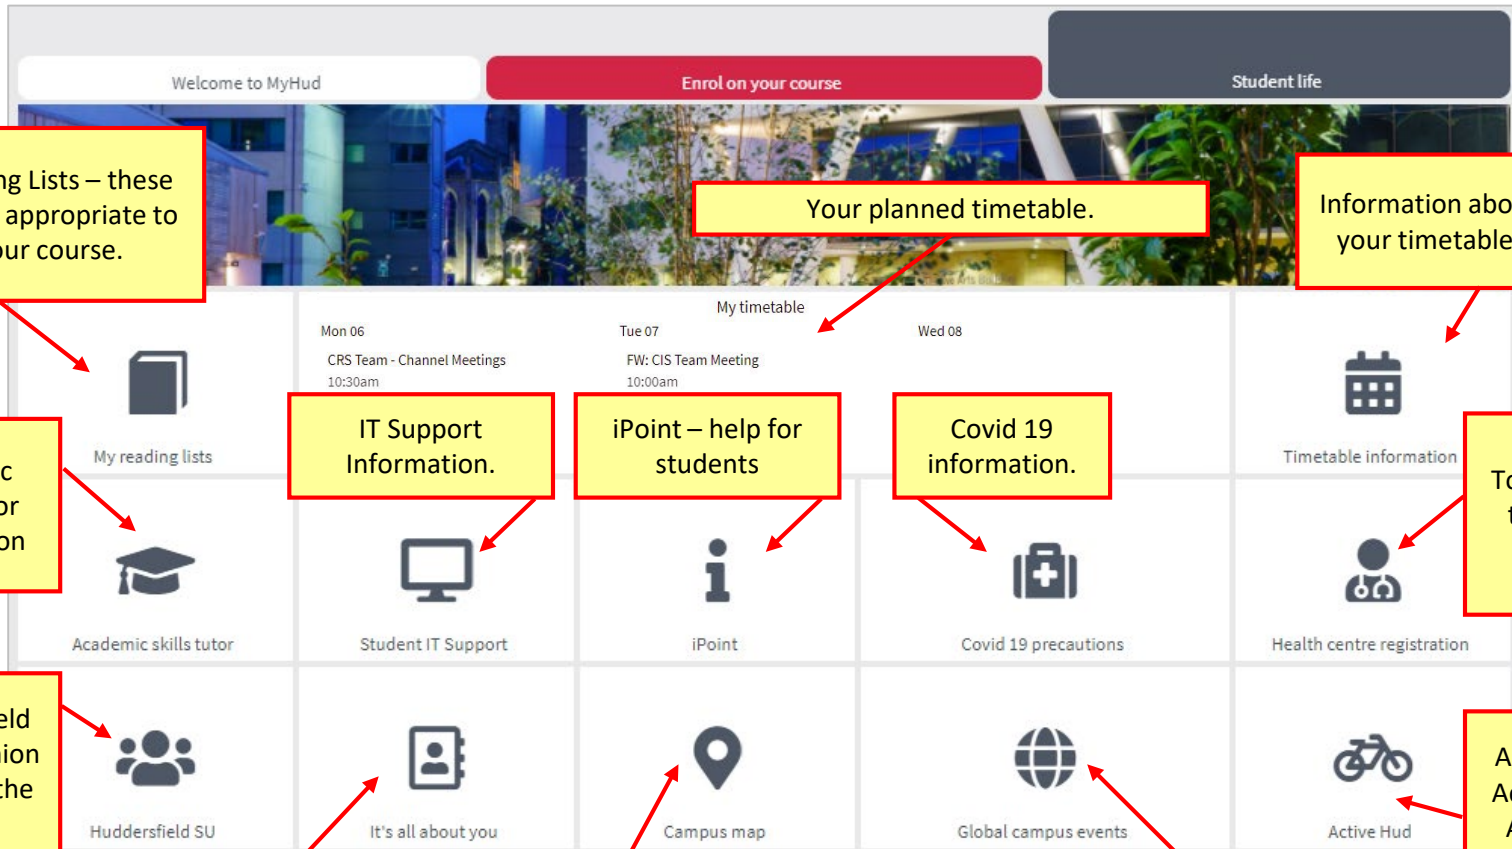 Welcome to MyHud
Enrol on your course
Student life
ng Lists – these
appropriate to
our course.
Your planned timetable.
Information abo
your timetable
My timetable
Mon 06
Tue 07
Wed 08
CRS Team - Channel Meetings
FW: CIS Team Meeting
10:30am
10:00am
My reading lists
IT Support
Information.
iPoint – help for
students
Covid 19
information.
Timetable information
c
or
on
To
t
Academic skills tutor
Student IT Support
iPoint
Covid 19 precautions
Health centre registration
eld
nion
the
A
Ac
A
Huddersfield SU
It's all about you
Campus map
Global campus events
Active Hud